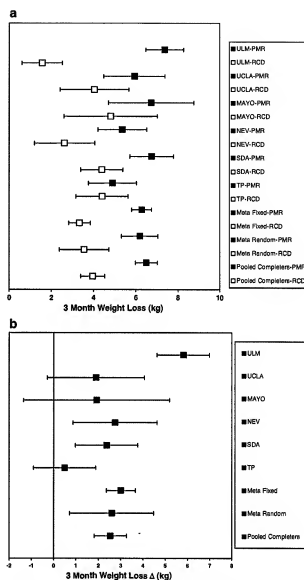 a
ULM-PMR
ULM-RCD
UCLA-PMR
UCLA-RCD
MAYO-PMR
MAYO-RCD
NEV-PMR
NEV-RCD
SDA-PMR
SDA-RCD
TP-PMR
TP-RCD
Meta Fixed-PMR
Meta Fixed-RCD
Meta Random-PMR
Meta Random-RCD
Pooled Completers-PMR
Pooled Completers-RCD
0 2 4 6 8 10
3 Month Weight Loss (kg)
b
ULM
UCLA
MAYO
NEV
SDA
TP
Meta Fixed
Meta Random
Pooled Completers
-2 -1 0 1 2 3 4 5 6 7 8
3 Month Weight Loss Δ (kg)